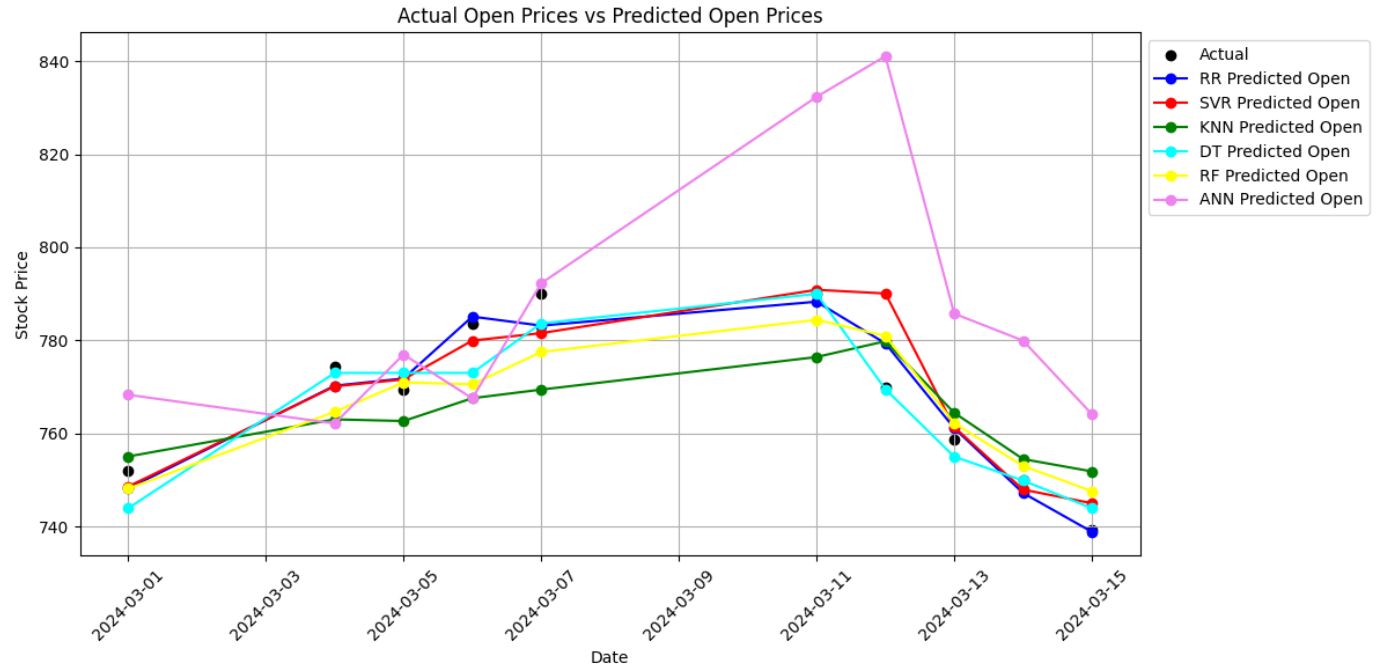 Actual Open Prices vs Predicted Open Prices
840
820
800
780
760
740
Stock Price
2024-03-01
2024-03-03
2024-03-05
2024-03-07
2024-03-09
2024-03-11
2024-03-13
2024-03-15
Date
Actual
RR Predicted Open
SVR Predicted Open
KNN Predicted Open
DT Predicted Open
RF Predicted Open
ANN Predicted Open